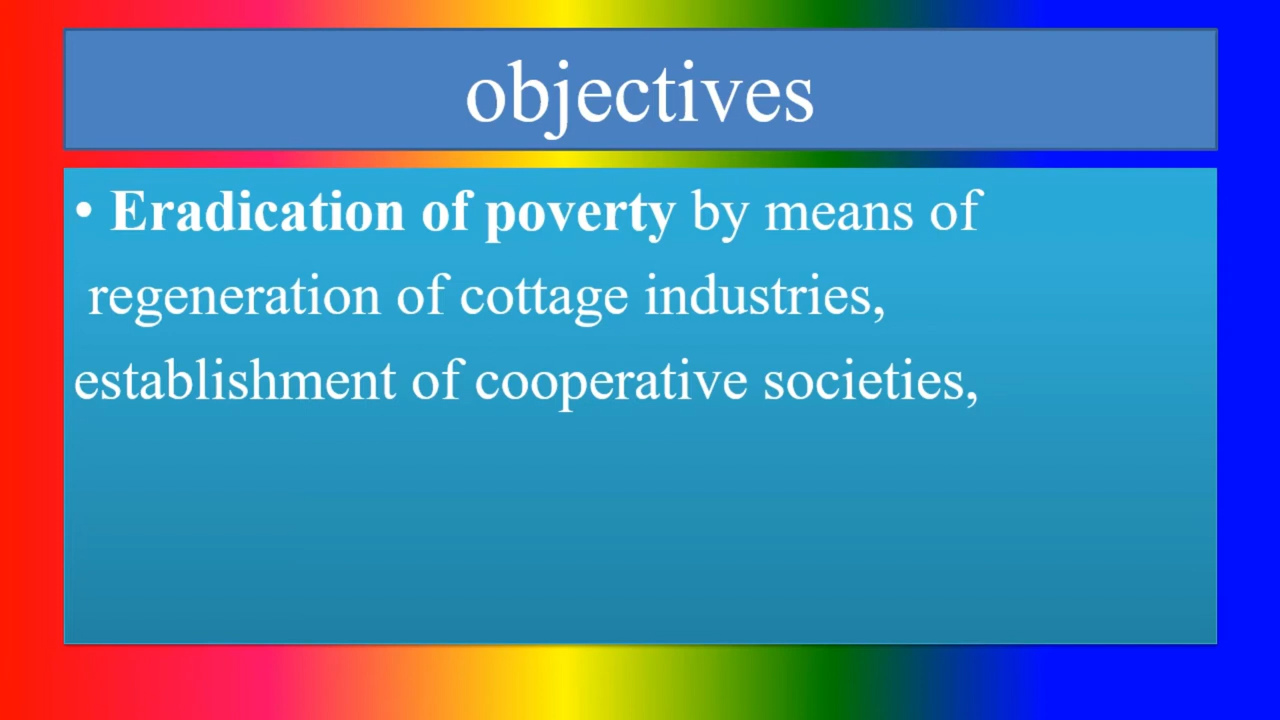 objectives
• Eradication of poverty by means of
regeneration of cottage industries,
establishment of cooperative societies,